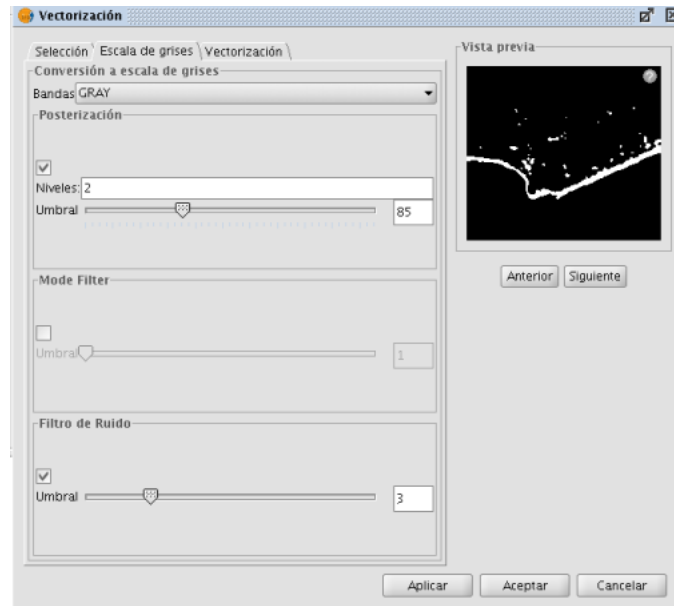 Vectorización
Selección Escala de grises Vectorización
Conversión a escala de grises
Bandas GRAY
Posterización
Niveles: 2
Umbral 85
Mode Filter
Umbral 1
Filtro de Ruido
Umbral 3
Vista previa
?
Anterior Siguiente
Aplicar Aceptar Cancelar